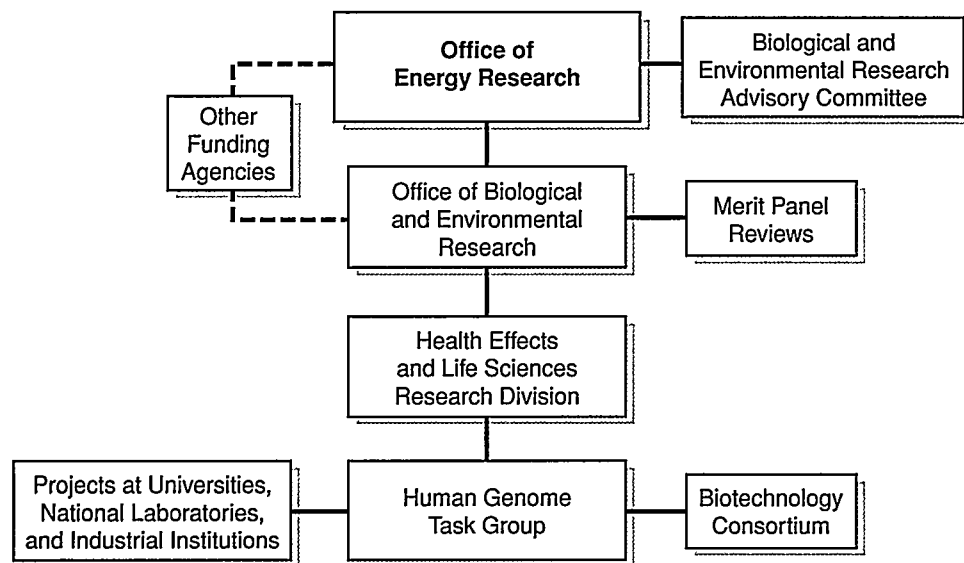 Office of
Energy Research
Biological and
Environmental Research
Advisory Committee
Other
Funding
Agencies
Office of Biological
and Environmental
Research
Merit Panel
Reviews
Health Effects
and Life Sciences
Research Division
Projects at Universities,
National Laboratories,
and Industrial Institutions
Human Genome
Task Group
Biotechnology
Consortium